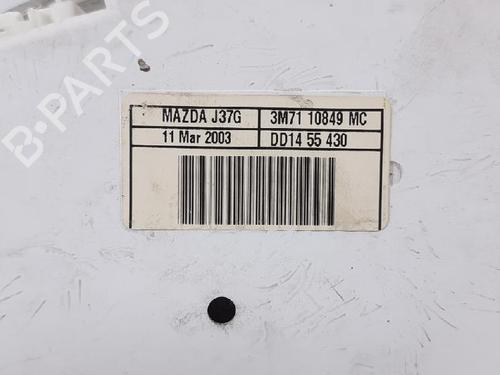 B-PARTS
MAZDA J37G 3M71 10849 MC
11 Mar 2003 DD14 55 430